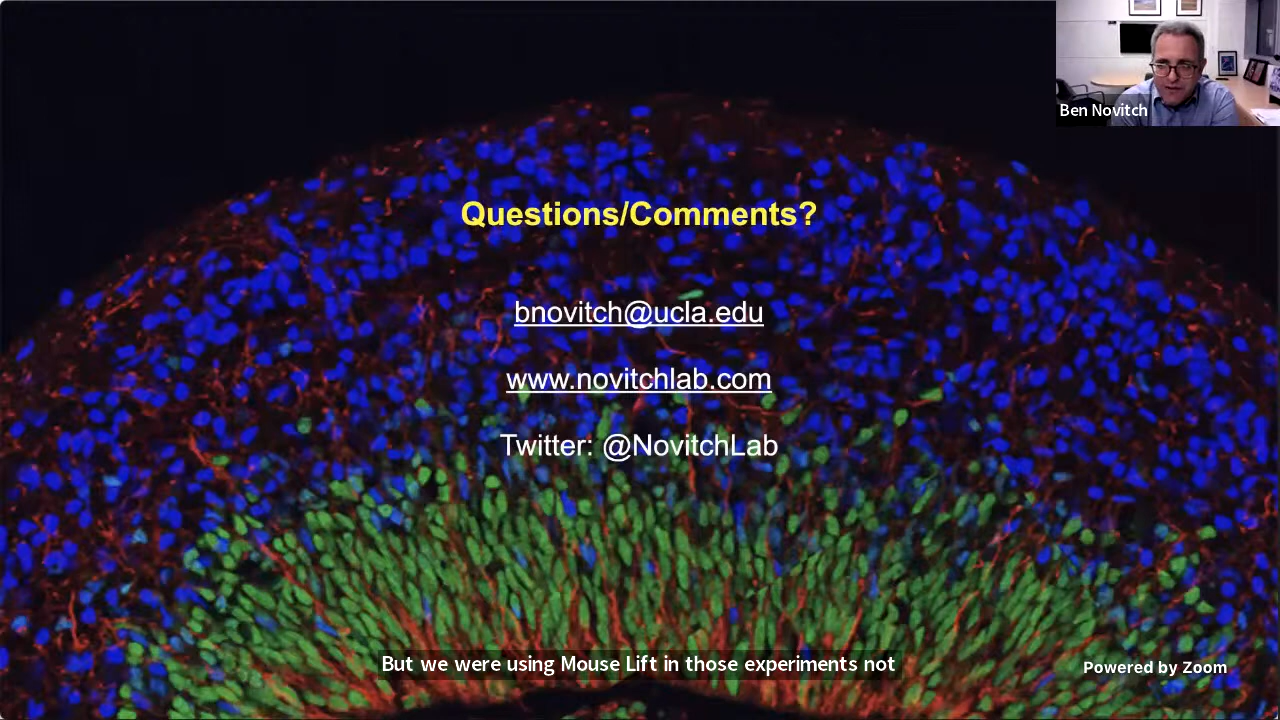 Ben Novitch
Questions/Comments?
bnovitch@ucla.edu
www.novitchlab.com
Twitter: @NovitchLab
But we were using Mouse Lift in those experiments not
Powered by Zoom